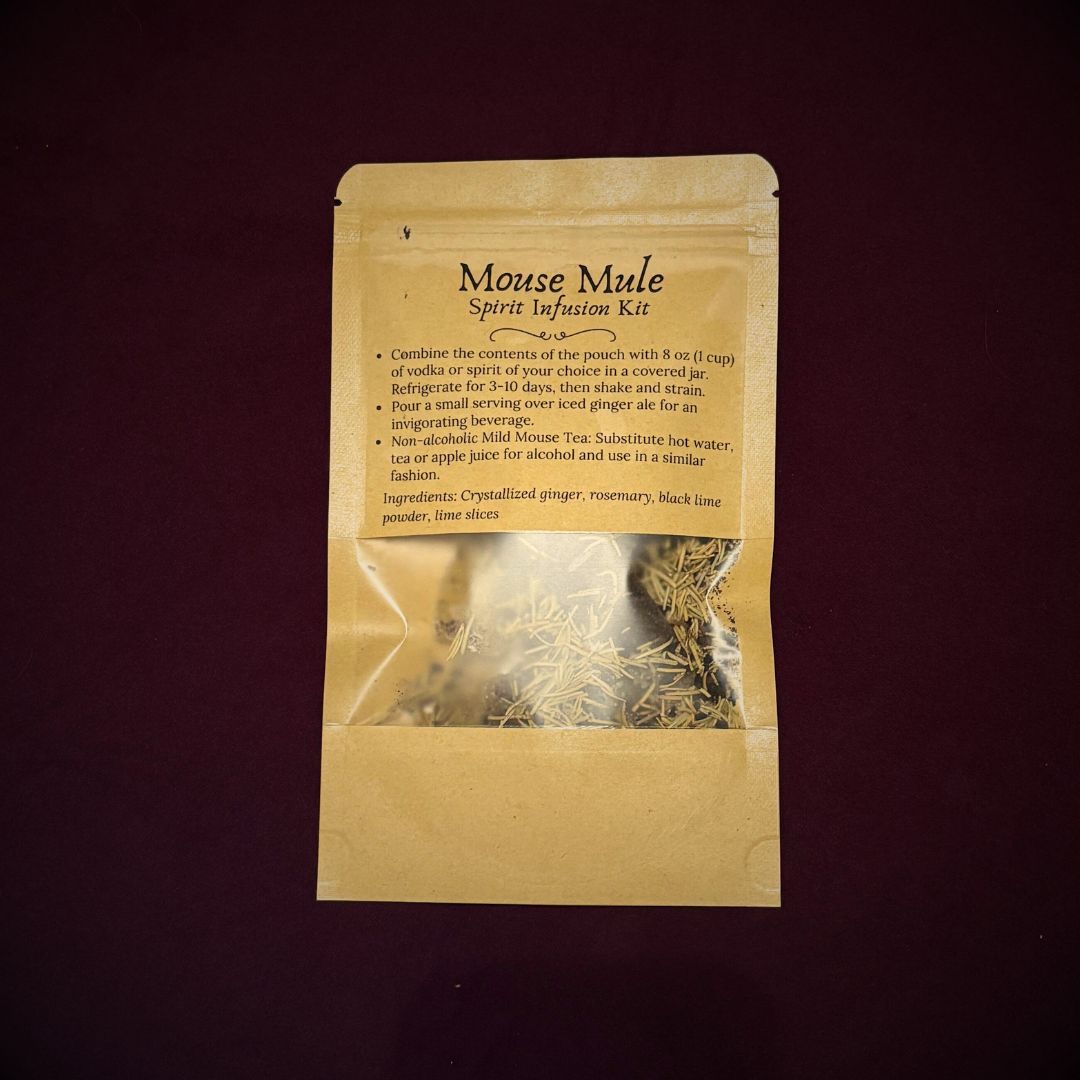 Mouse Mule
Spirit Infusion Kit
• Combine the contents of the pouch with 8 oz (1 cup)
of vodka or spirit of your choice in a covered jar.
Refrigerate for 3-10 days, then shake and strain.
• Pour a small serving over iced ginger ale for an
invigorating beverage.
• Non-alcoholic Mild Mouse Tea: Substitute hot water,
tea or apple juice for alcohol and use in a similar
fashion.
Ingredients: Crystallized ginger, rosemary, black lime
powder, lime slices